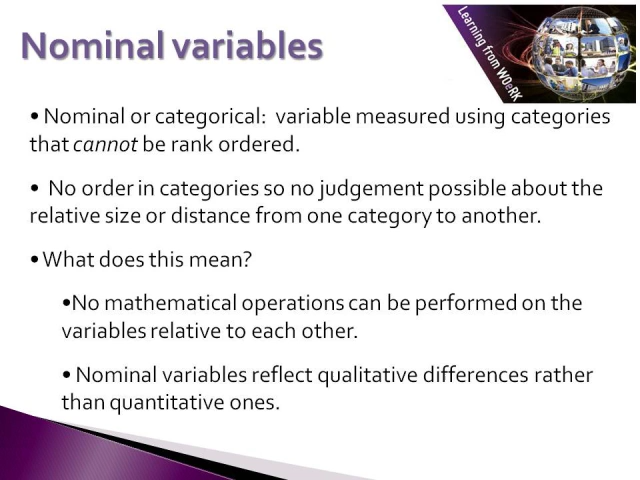 Nominal variables
Learning from WOeRK
• Nominal or categorical: variable measured using categories
that cannot be rank ordered.
• No order in categories so no judgement possible about the
relative size or distance from one category to another.
• What does this mean?
• No mathematical operations can be performed on the
variables relative to each other.
• Nominal variables reflect qualitative differences rather
than quantitative ones.